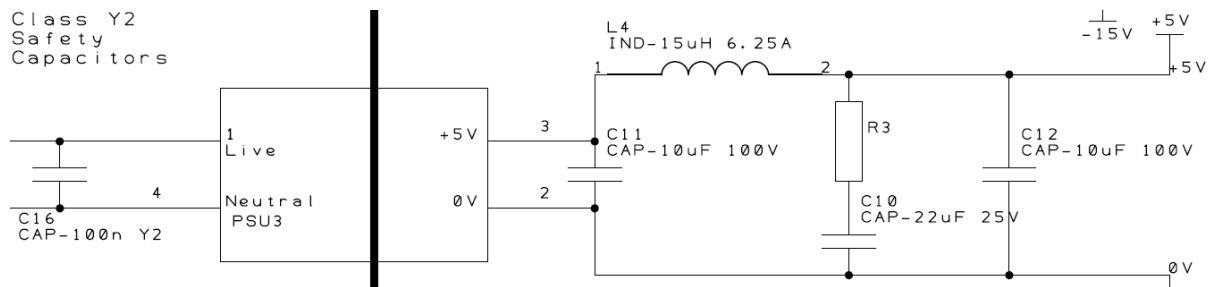 Class Y2
Safety
Capacitors
L4
IND-15uH 6.25A
-15V
+5V
1
2
+5V
1
Live
+5V
3
C11
CAP-10uF 100V
R3
C12
CAP-10uF 100V
4
Neutral
PSU3
0V
2
C10
CAP-22uF 25V
C16
CAP-100n Y2
0V